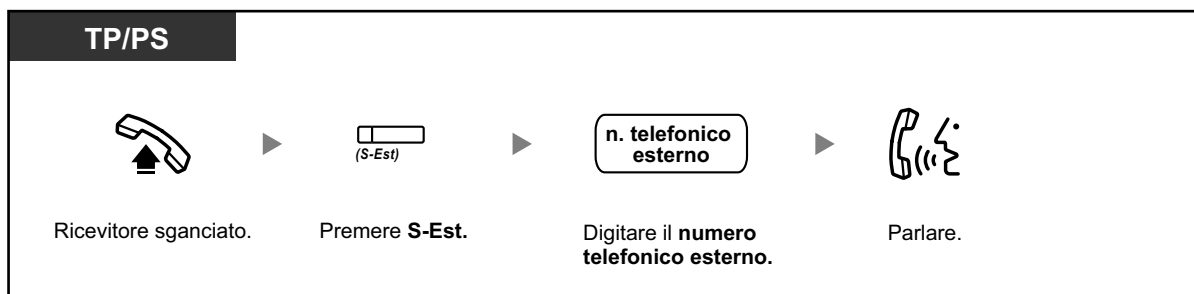 TP/PS
(S-Est)
n. telefonico
esterno
Ricevitore sganciato.
Premere S-Est.
Digitare il numero
telefonico esterno.
Parlare.